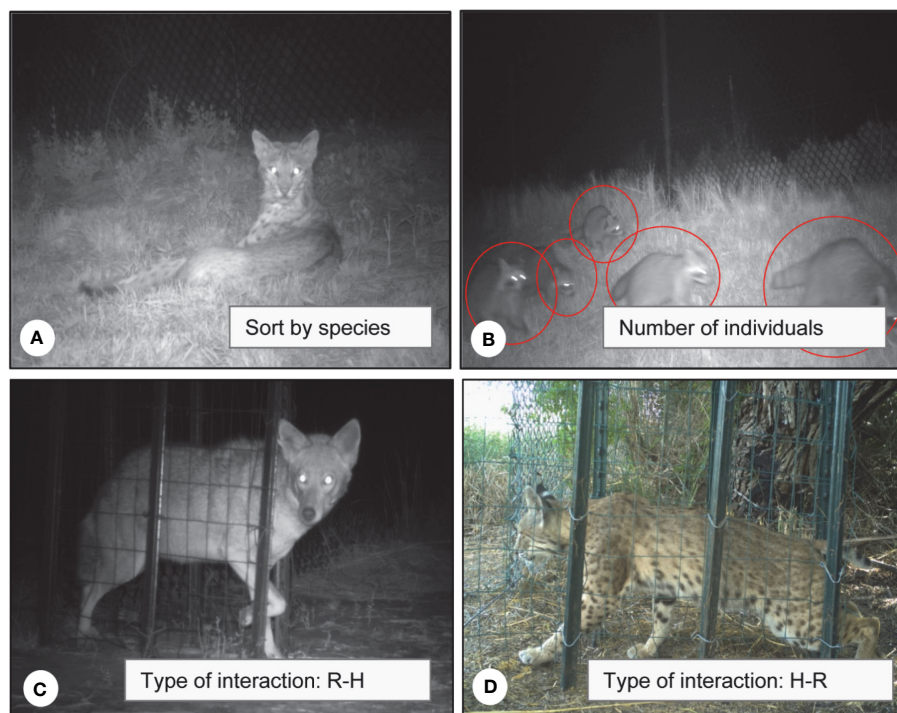 A
Sort by species
B
Number of individuals
C
Type of interaction: R-H
D
Type of interaction: H-R